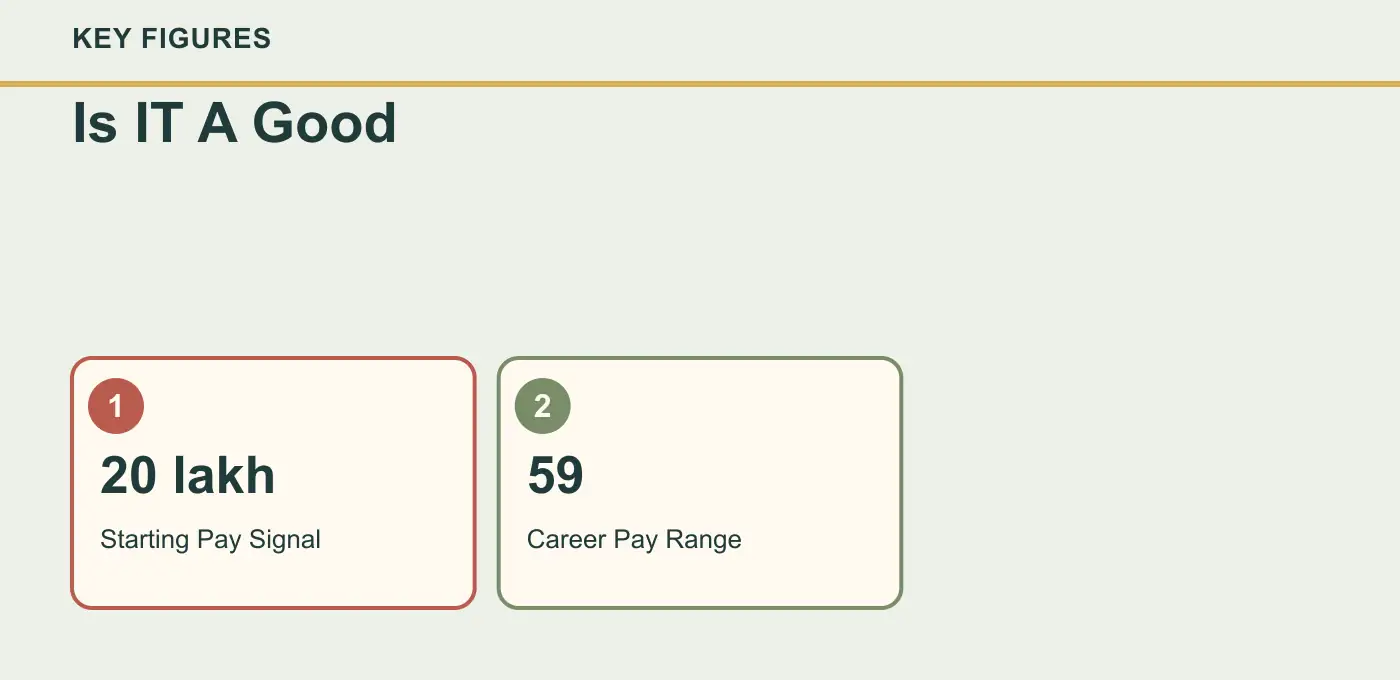 KEY FIGURES
Is IT A Good
1
20 lakh
Starting Pay Signal
2
59
Career Pay Range